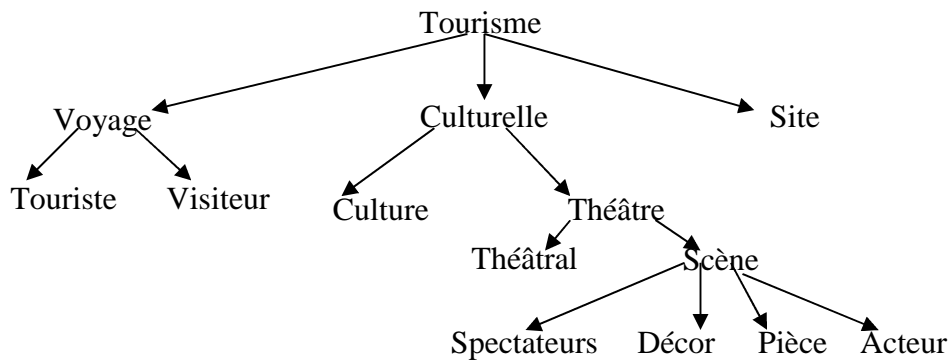 Tourisme
Voyage Culturelle Site
Touriste Visiteur Culture Théâtre
Théâtral Scène
Spectateurs Décor Pièce Acteur